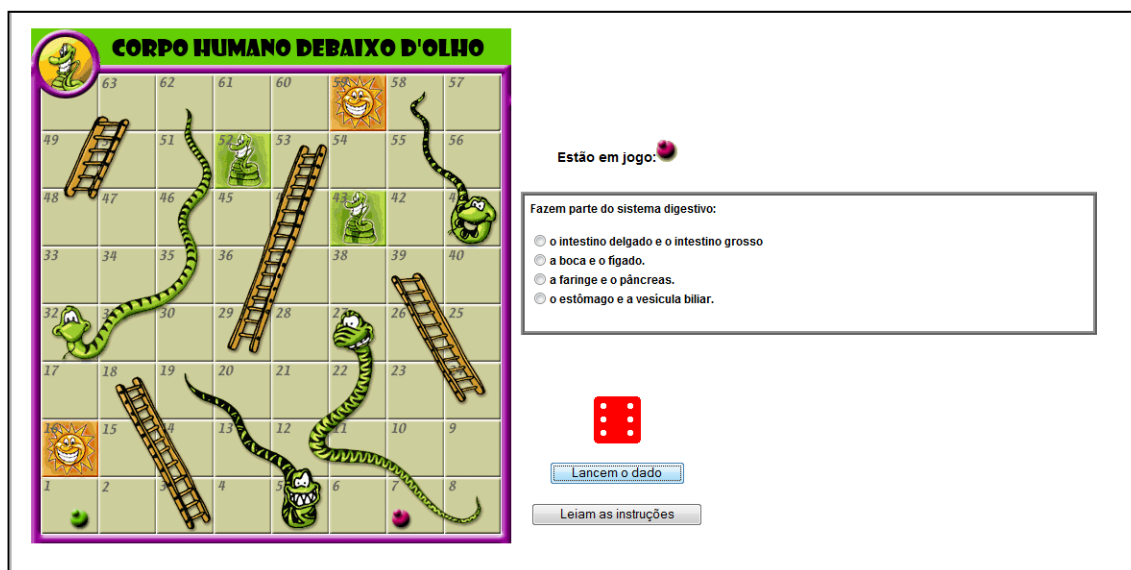 CORPO HUMANO DEBAIXO D'OLHO
63 62 61 60 59 58 57
49 51 52 53 54 55 56
48 47 46 45 43 42
33 34 35 36 38 39 40
32 30 29 28 27 26 25
17 18 19 20 21 22 23 24
16 15 14 13 12 11 10 9
1 2 4 5 6 7 8
Estão em jogo:
Fazem parte do sistema digestivo:
o intestino delgado e o intestino grosso
a boca e o fígado.
a faringe e o pâncreas.
o estômago e a vesícula biliar.
Lancem o dado
Leiam as instruções